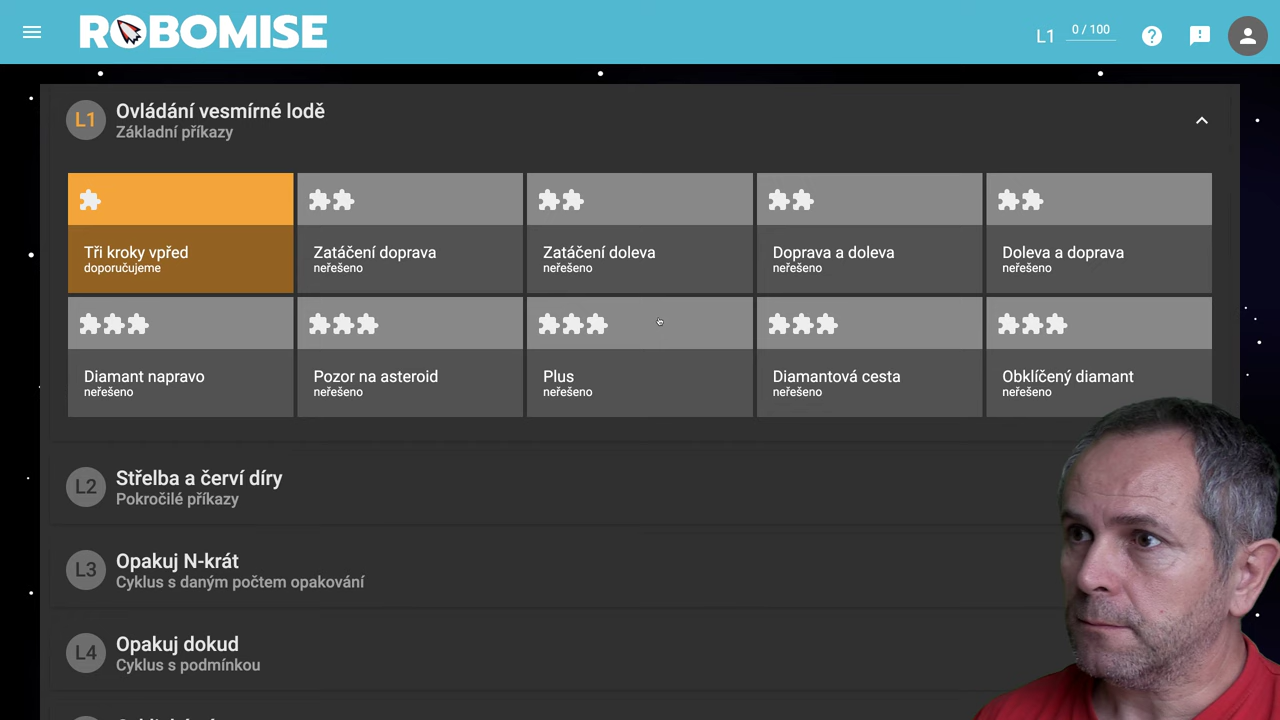 ROBOMISE
L1
0 / 100
L1
Ovládání vesmírné lodě
Základní příkazy
Tři kroky vpřed
doporučujeme
Zatáčení doprava
neřešeno
Zatáčení doleva
neřešeno
Doprava a doleva
neřešeno
Doleva a doprava
neřešeno
Diamant napravo
neřešeno
Pozor na asteroid
neřešeno
Plus
neřešeno
Diamantová cesta
neřešeno
Obklíčený diamant
neřešeno
L2
Střelba a červí díry
Pokročilé příkazy
L3
Opakuj N-krát
Cyklus s daným počtem opakování
L4
Opakuj dokud
Cyklus s podmínkou